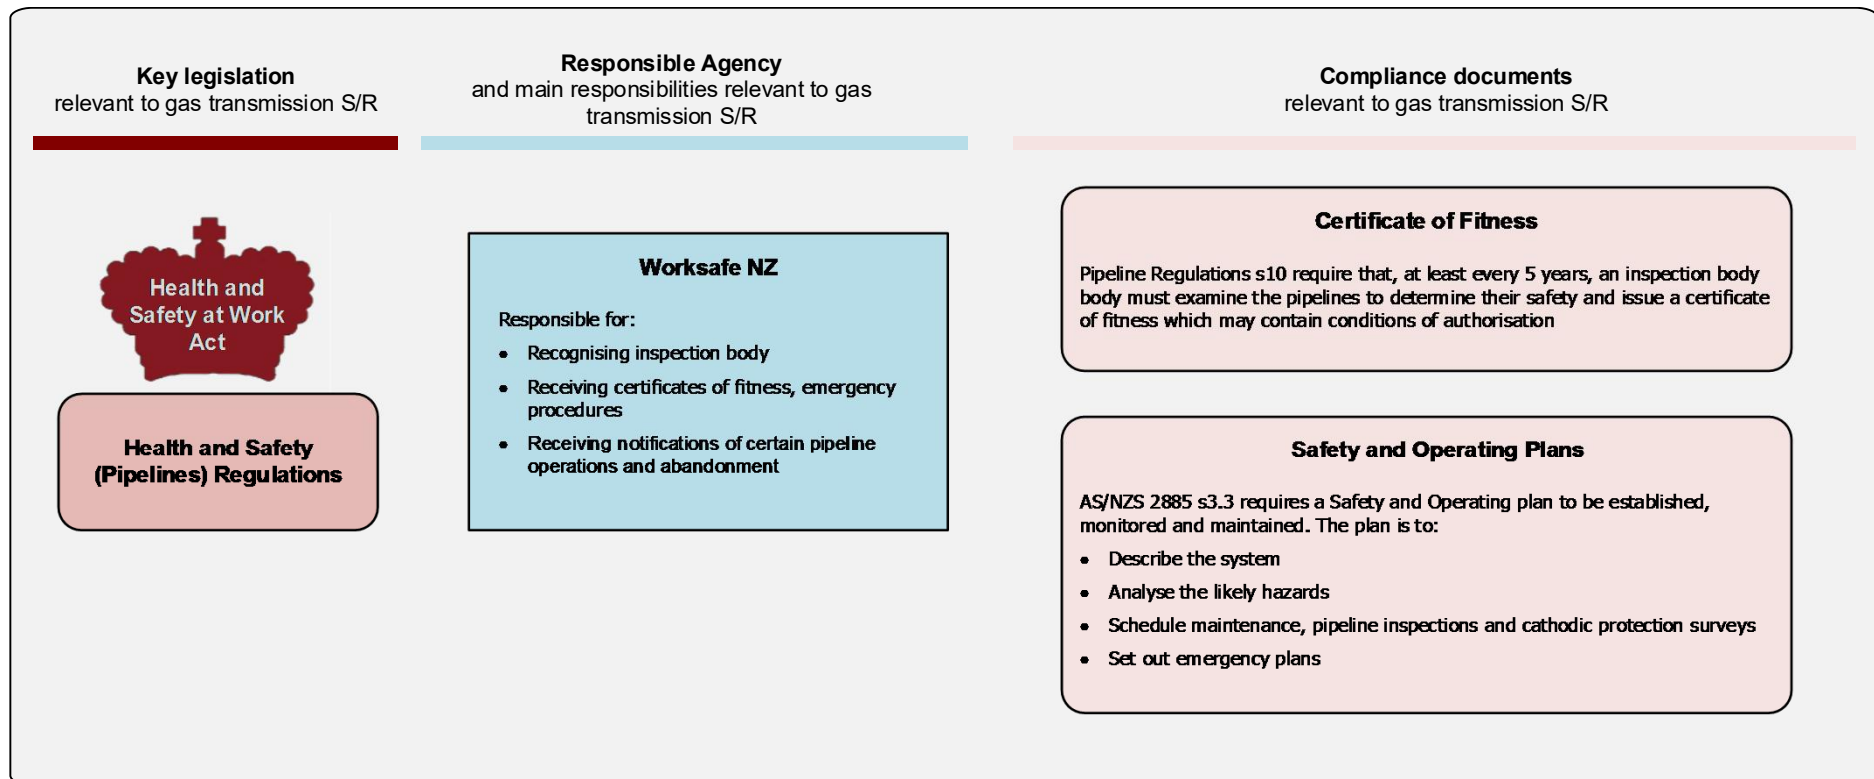 Key legislation
relevant to gas transmission S/R
Responsible Agency
and main responsibilities relevant to gas
transmission S/R
Compliance documents
relevant to gas transmission S/R
Health and
Safety at Work
Act
Health and Safety
(Pipelines) Regulations
Worksafe NZ
Responsible for:
• Recognising inspection body
• Receiving certificates of fitness, emergency
procedures
• Receiving notifications of certain pipeline
operations and abandonment
Certificate of Fitness
Pipeline Regulations s10 require that, at least every 5 years, an inspection body
body must examine the pipelines to determine their safety and issue a certificate
of fitness which may contain conditions of authorisation
Safety and Operating Plans
AS/NZS 2885 s3.3 requires a Safety and Operating plan to be established,
monitored and maintained. The plan is to:
• Describe the system
• Analyse the likely hazards
• Schedule maintenance, pipeline inspections and cathodic protection surveys
• Set out emergency plans